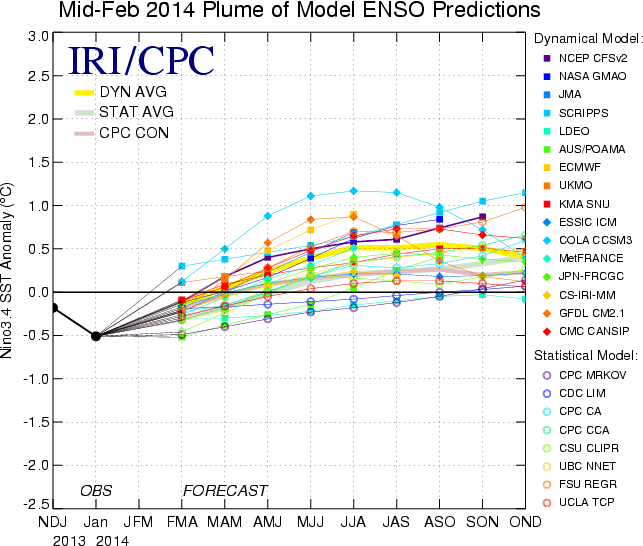 Mid-Feb 2014 Plume of Model ENSO Predictions
3.0
2.5
2.0
1.5
1.0
0.5
0.0
-0.5
-1.0
-1.5
-2.0
-2.5
Nino3.4 SST Anomaly (°C)
IRI/CPC
DYN AVG
STAT AVG
CPC CON
OBS FORECAST
NDJ Jan JFM FMA MAM AMJ MJJ JJA JAS ASO SON OND
2013 2014
Dynamical Model:
NCEP CFSv2
NASA GMAO
JMA
SCRIPPS
LDEO
AUS/POAMA
ECMWF
UKMO
KMA SNU
ESSIC ICM
COLA CCSM3
MetFRANCE
JPN-FRCGC
CS-IRI-MM
GFDL CM2.1
CMC CANSIP
Statistical Model:
CPC MRKOV
CDC LIM
CPC CA
CPC CCA
CSU CLIPR
UBC NNET
FSU REGR
UCLA TCP